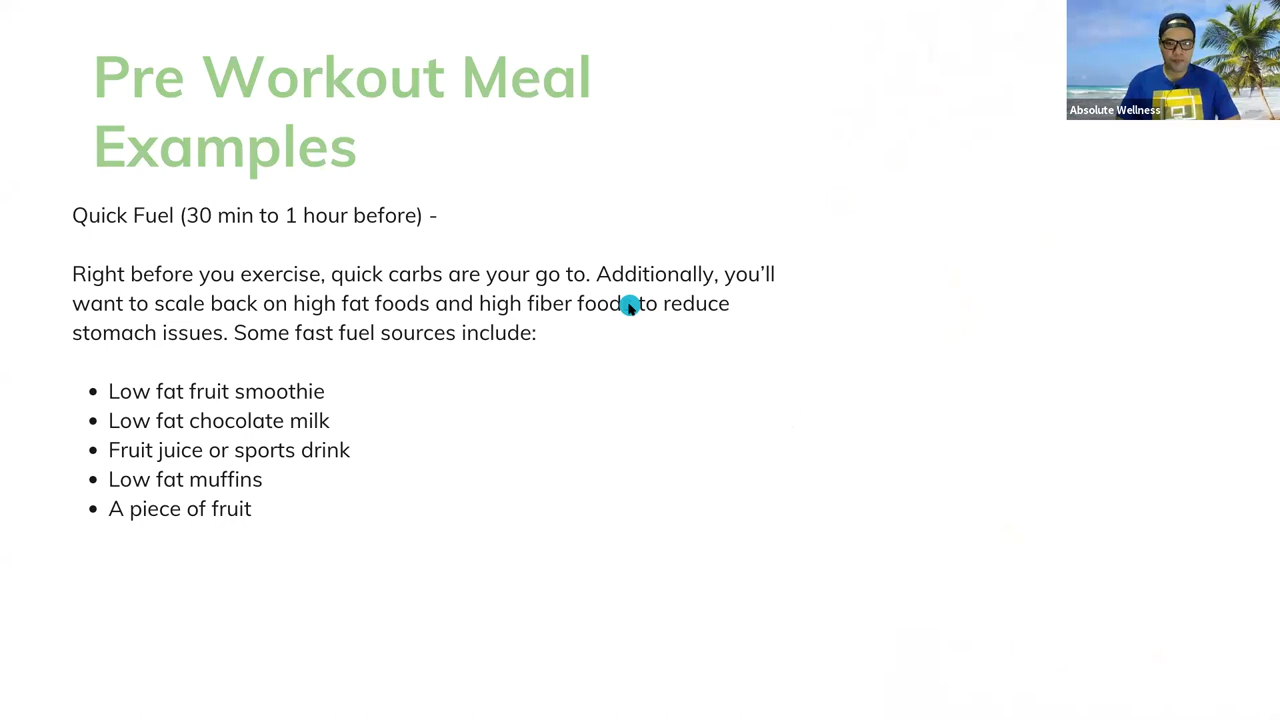 Pre Workout Meal
Examples
Absolute Wellness
Quick Fuel (30 min to 1 hour before) -
Right before you exercise, quick carbs are your go to. Additionally, you’ll
want to scale back on high fat foods and high fiber foods to reduce
stomach issues. Some fast fuel sources include:
• Low fat fruit smoothie
• Low fat chocolate milk
• Fruit juice or sports drink
• Low fat muffins
• A piece of fruit